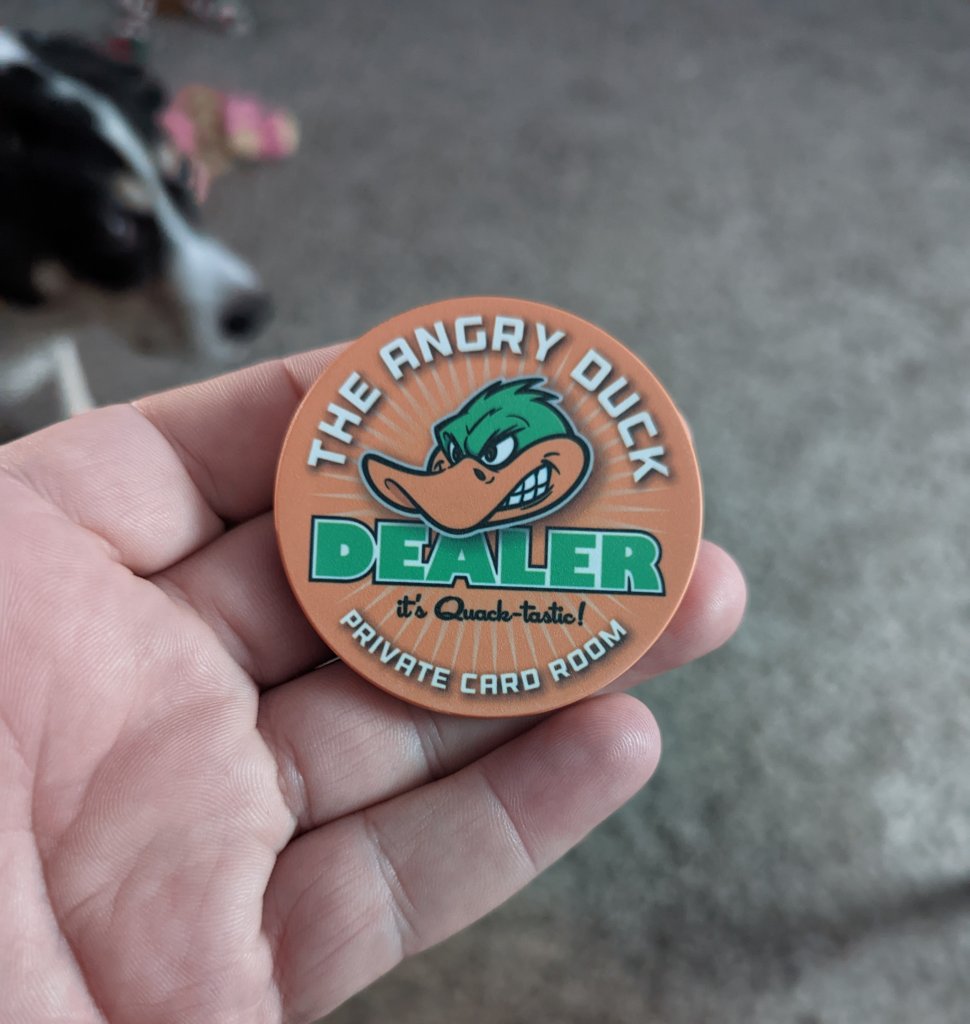 THE ANGRY DUCK
DEALER
it's Quack-tastic!
PRIVATE CARD ROOM